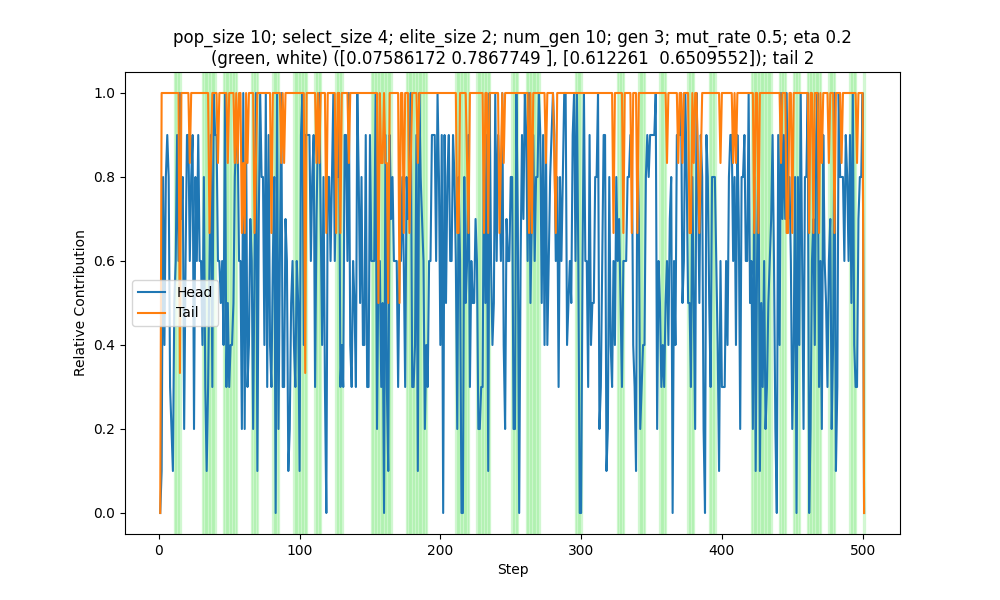 pop_size 10; select_size 4; elite_size 2; num_gen 10; gen 3; mut_rate 0.5; eta 0.2
(green, white) ([0.07586172 0.7867749 ], [0.612261  0.6509552]); tail 2
Relative Contribution
1.0
0.8
0.6
0.4
0.2
0.0
Head
Tail
0 100 200 300 400 500
Step